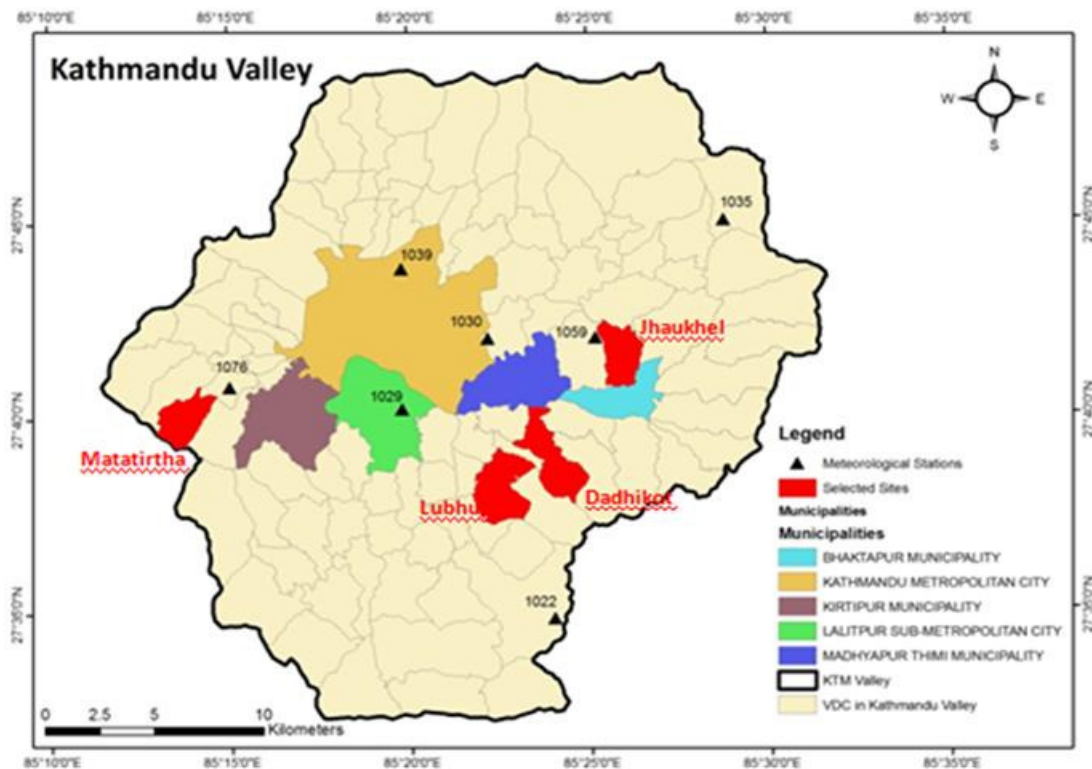 85°10'0"E 85°15'0"E 85°20'0"E 85°25'0"E 85°30'0"E 85°35'0"E
Kathmandu Valley
N
W E
S
27°45'0"N
27°45'0"N
1035
1039
1030
1059
Jhaukhel
1076
1029
27°40'0"N
27°40'0"N
Matatirtha
Lubhu
Dadhikot
1022
27°35'0"N
27°35'0"N
Legend
Meteorological Stations
Selected Sites
Municipalities
Municipalities
BHAKTAPUR MUNICIPALITY
KATHMANDU METROPOLITAN CITY
KIRTIPUR MUNICIPALITY
LALITPUR SUB-METROPOLITAN CITY
MADHYAPUR THIMI MUNICIPALITY
KTM Valley
VDC in Kathmandu Valley
0 2.5 5 10
Kilometers
85°10'0"E 85°15'0"E 85°20'0"E 85°25'0"E 85°30'0"E 85°35'0"E